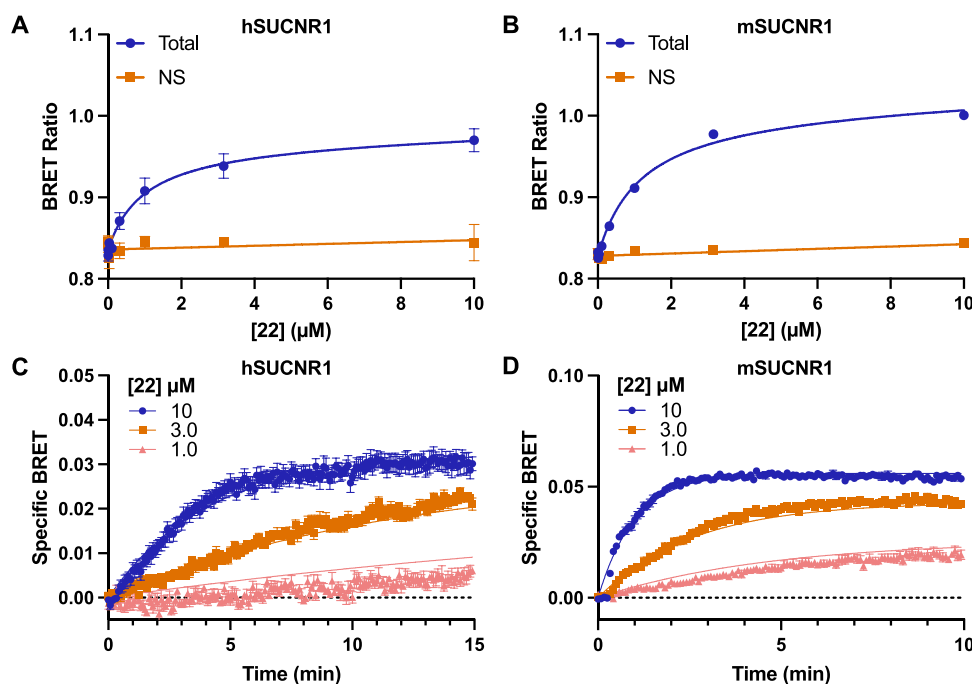 A
hSUCNR1
BRET Ratio
1.1
1.0
0.9
0.8
Total
NS
0 2 4 6 8 10
[22] (µM)
B
mSUCNR1
BRET Ratio
1.1
1.0
0.9
0.8
Total
NS
0 2 4 6 8 10
[22] (µM)
C
hSUCNR1
Specific BRET
0.05
0.04
0.03
0.02
0.01
0.00
[22] µM
10
3.0
1.0
0 5 10 15
Time (min)
D
mSUCNR1
Specific BRET
0.10
0.05
0.00
[22] µM
10
3.0
1.0
0 5 10
Time (min)